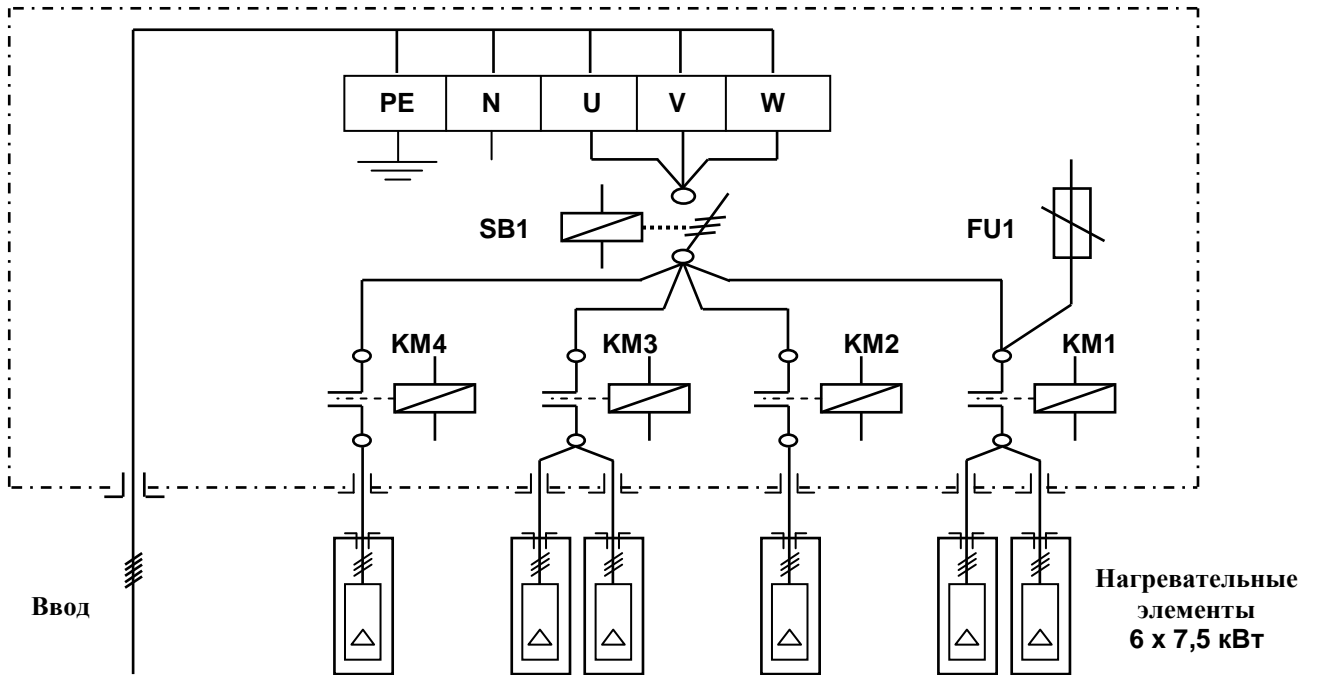 PE N U V W
SB1
FU1
KM4 KM3 KM2 KM1
Ввод
Нагревательные
элементы
6 x 7,5 кВт